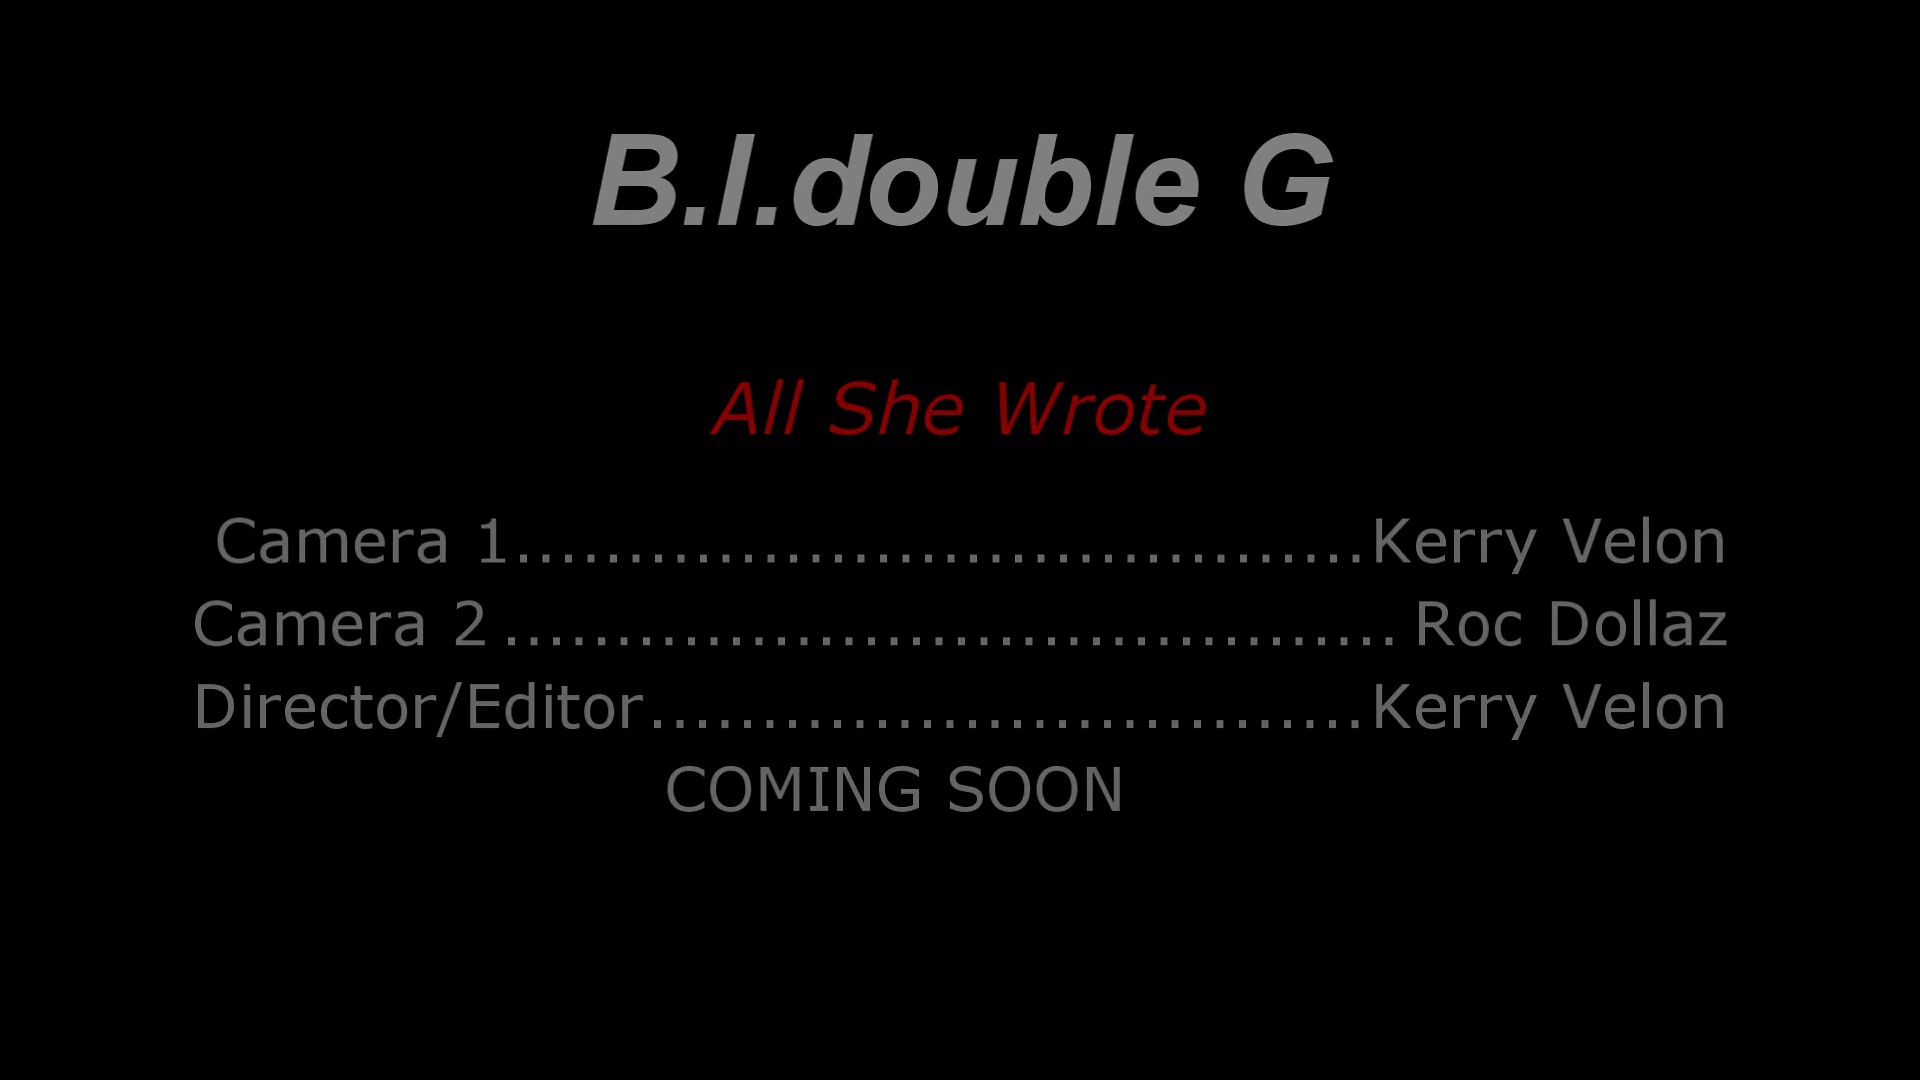 B.I.double G
All She Wrote
Camera 1......................................Kerry Velon
Camera 2 ........................................ Roc Dollaz
Director/Editor................................Kerry Velon
COMING SOON